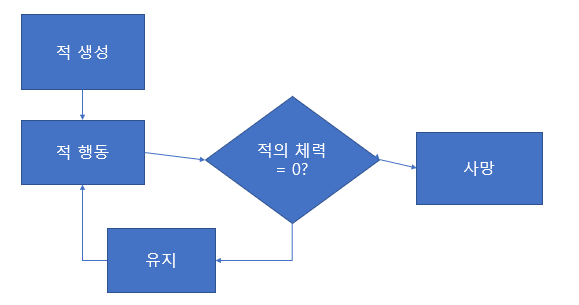 적 생성
적 행동
적의 체력
= 0?
사망
유지